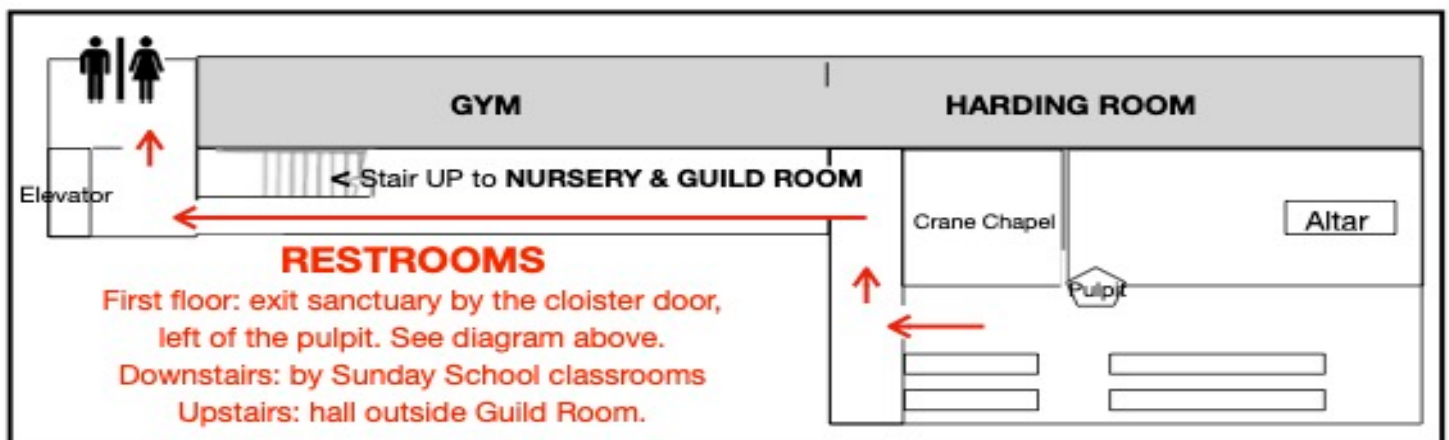 GYM
HARDING ROOM
< Stair UP to NURSERY & GUILD ROOM
Elevator
Crane Chapel
Altar
Pulpit
RESTROOMS
First floor: exit sanctuary by the cloister door,
left of the pulpit. See diagram above.
Downstairs: by Sunday School classrooms
Upstairs: hall outside Guild Room.